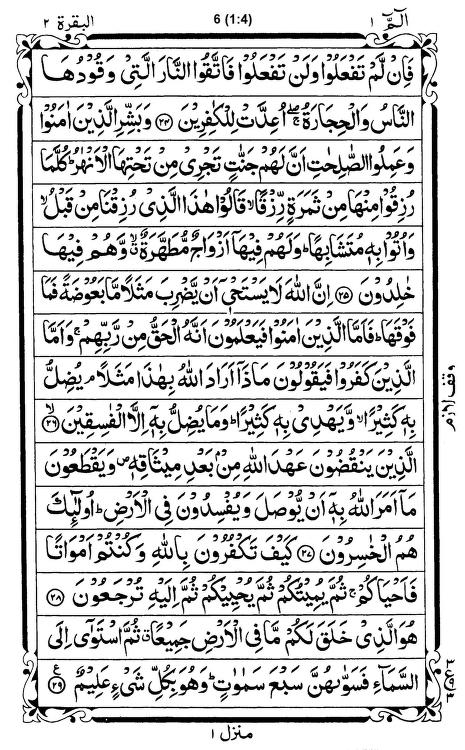 الٓمّٓ ١ 6 (1:4) البقرة ٢
فَاِنْ لَّمْ تَفْعَلُوْا وَلَنْ تَفْعَلُوْا فَاتَّقُوا النَّارَ الَّتِیْ وَقُوْدُهَا
النَّاسُ وَالْحِجَارَةُ ۖۚ اُعِدَّتْ لِلْكٰفِرِیْنَ ﴿٢٤﴾ وَبَشِّرِ الَّذِیْنَ اٰمَنُوْا
وَعَمِلُوا الصّٰلِحٰتِ اَنَّ لَهُمْ جَنّٰتٍ تَجْرِیْ مِنْ تَحْتِهَا الْاَنْهٰرُ ؕ كُلَّمَا
رُزِقُوْا مِنْهَا مِنْ ثَمَرَةٍ رِّزْقًا ۙ قَالُوْا هٰذَا الَّذِیْ رُزِقْنَا مِنْ قَبْلُ ۙ
وَاُتُوْا بِهٖ مُتَشَابِهًا ؕ وَلَهُمْ فِیْهَاۤ اَزْوَاجٌ مُّطَهَّرَةٌ ۙ وَّهُمْ فِیْهَا
خٰلِدُوْنَ ﴿٢٥﴾ اِنَّ اللّٰهَ لَا یَسْتَحْیٖۤ اَنْ یَّضْرِبَ مَثَلًا مَّا بَعُوْضَةً فَمَا
فَوْقَهَا ؕ فَاَمَّا الَّذِیْنَ اٰمَنُوْا فَیَعْلَمُوْنَ اَنَّهُ الْحَقُّ مِنْ رَّبِّهِمْ ۚ وَاَمَّا
الَّذِیْنَ كَفَرُوْا فَیَقُوْلُوْنَ مَاذَاۤ اَرَادَ اللّٰهُ بِهٰذَا مَثَلًا ۘ یُضِلُّ
بِهٖ كَثِیْرًا ۙ وَّیَهْدِیْ بِهٖ كَثِیْرًا ؕ وَمَا یُضِلُّ بِهٖۤ اِلَّا الْفٰسِقِیْنَ ﴿٢٦﴾ ۙ
الَّذِیْنَ یَنْقُضُوْنَ عَهْدَ اللّٰهِ مِنْۢ بَعْدِ مِیْثَاقِهٖ ۪ وَیَقْطَعُوْنَ
مَاۤ اَمَرَ اللّٰهُ بِهٖۤ اَنْ یُّوْصَلَ وَیُفْسِدُوْنَ فِی الْاَرْضِ ؕ اُولٰٓئِكَ
هُمُ الْخٰسِرُوْنَ ﴿٢٧﴾ كَیْفَ تَكْفُرُوْنَ بِاللّٰهِ وَكُنْتُمْ اَمْوَاتًا
فَاَحْیَاكُمْ ۚ ثُمَّ یُمِیْتُكُمْ ثُمَّ یُحْیِیْكُمْ ثُمَّ اِلَیْهِ تُرْجَعُوْنَ ﴿٢٨﴾
هُوَ الَّذِیْ خَلَقَ لَكُمْ مَّا فِی الْاَرْضِ جَمِیْعًا ٭ ثُمَّ اسْتَوٰۤی اِلَی
السَّمَآءِ فَسَوّٰىهُنَّ سَبْعَ سَمٰوٰتٍ ؕ وَهُوَ بِكُلِّ شَیْءٍ عَلِیْمٌ ﴿٢٩﴾ ع
وقف لازم
منزل ١